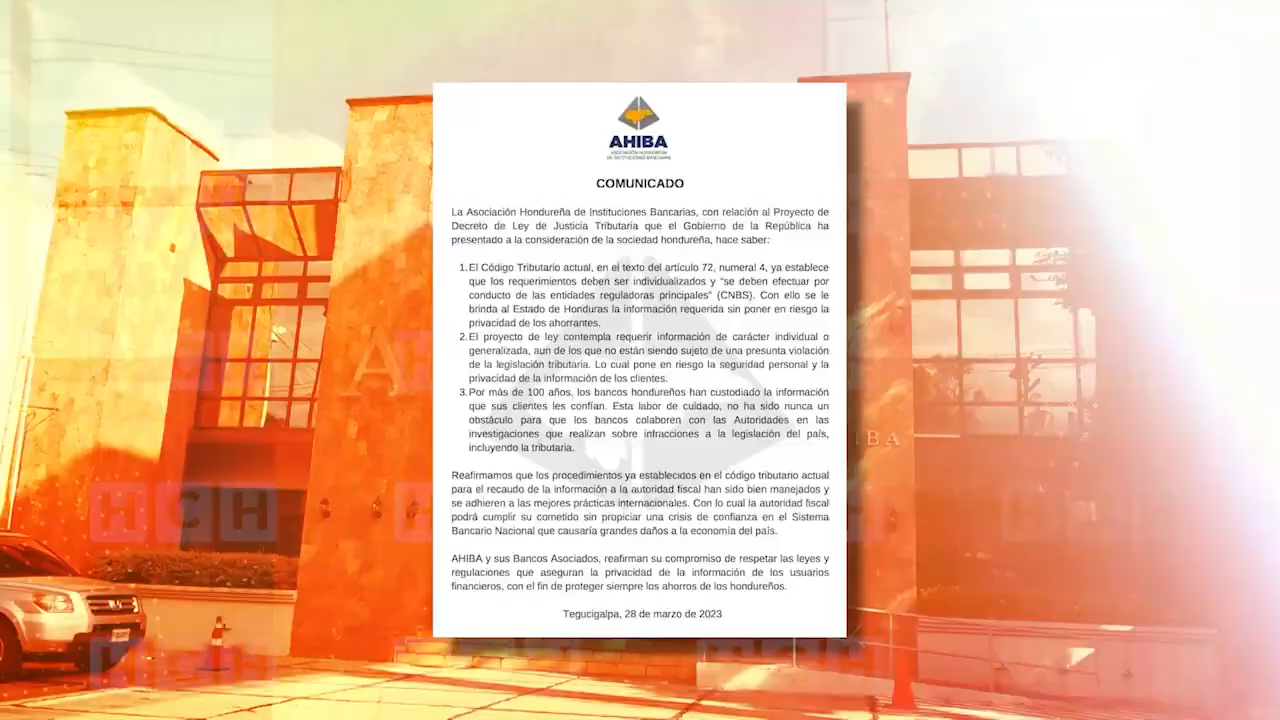 AHIBA
ASOCIACIÓN HONDUREÑA
DE INSTITUCIONES BANCARIAS
COMUNICADO
La Asociación Hondureña de Instituciones Bancarias, con relación al Proyecto de
Decreto de Ley de Justicia Tributaria que el Gobierno de la República ha
presentado a la consideración de la sociedad hondureña, hace saber:
1. El Código Tributario actual, en el texto del artículo 72, numeral 4, ya establece
que los requerimientos deben ser individualizados y “se deben efectuar por
conducto de las entidades reguladoras principales” (CNBS). Con ello se le
brinda al Estado de Honduras la información requerida sin poner en riesgo la
privacidad de los ahorrantes.
2. El proyecto de ley contempla requerir información de carácter individual o
generalizada, aun de los que no están siendo sujeto de una presunta violación
de la legislación tributaria. Lo cual pone en riesgo la seguridad personal y la
privacidad de la información de los clientes.
3. Por más de 100 años, los bancos hondureños han custodiado la información
que sus clientes les confían. Esta labor de cuidado, no ha sido nunca un
obstáculo para que los bancos colaboren con las Autoridades en las
investigaciones que realizan sobre infracciones a la legislación del país,
incluyendo la tributaria.
Reafirmamos que los procedimientos ya establecidos en el código tributario actual
para el recaudo de la información a la autoridad fiscal han sido bien manejados y
se adhieren a las mejores prácticas internacionales. Con lo cual la autoridad fiscal
podrá cumplir su cometido sin propiciar una crisis de confianza en el Sistema
Bancario Nacional que causaría grandes daños a la economía del país.
AHIBA y sus Bancos Asociados, reafirman su compromiso de respetar las leyes y
regulaciones que aseguran la privacidad de la información de los usuarios
financieros, con el fin de proteger siempre los ahorros de los hondureños.
Tegucigalpa, 28 de marzo de 2023
A
IBA
HCH